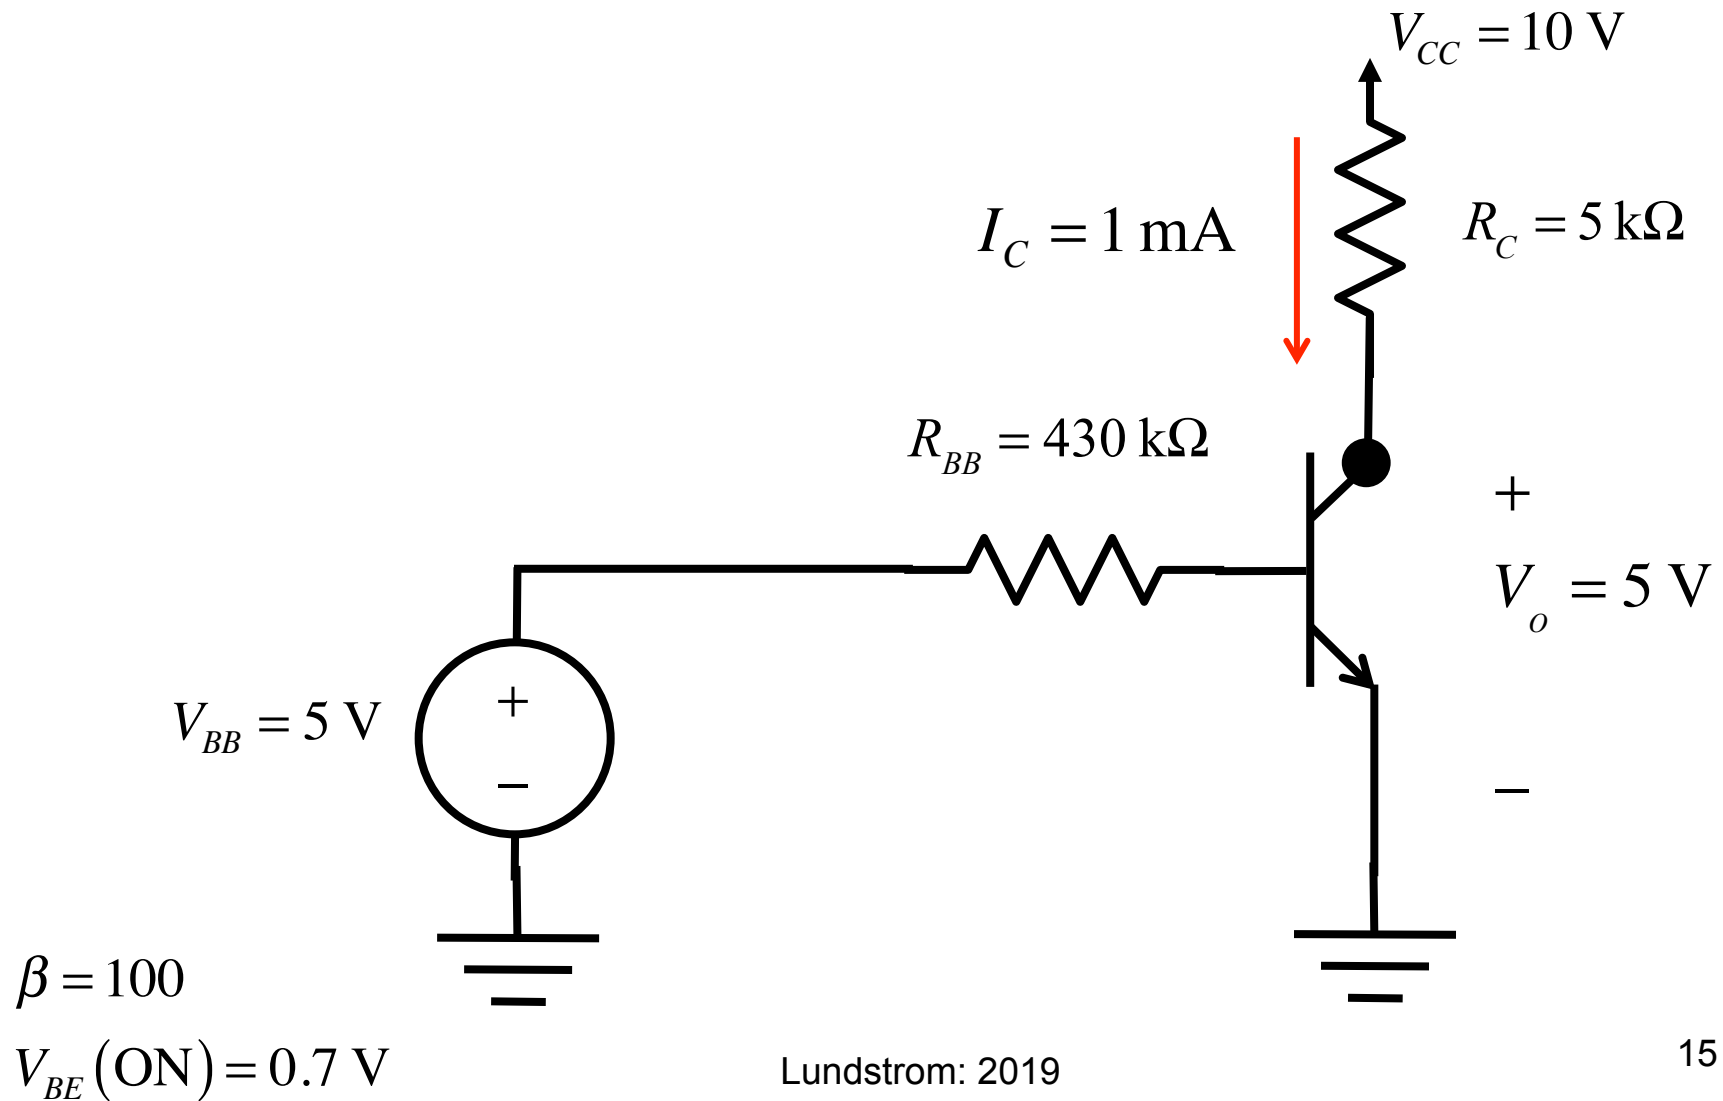 V_CC = 10 V
I_C = 1 mA
R_C = 5 kΩ
R_BB = 430 kΩ
+
V_o = 5 V
–
V_BB = 5 V
+
–
β = 100
V_BE (ON) = 0.7 V
Lundstrom: 2019
15